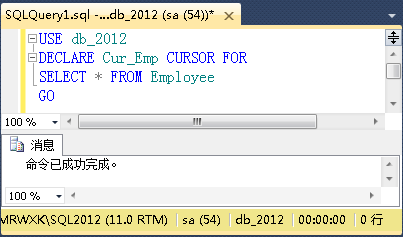 SQLQuery1.sql -...db_2012 (sa (54))*
USE db_2012
DECLARE Cur_Emp CURSOR FOR
SELECT * FROM Employee
GO
100 %
消息
命令已成功完成。
100 %
MRWXK\SQL2012 (11.0 RTM) sa (54) db_2012 00:00:00 0 行